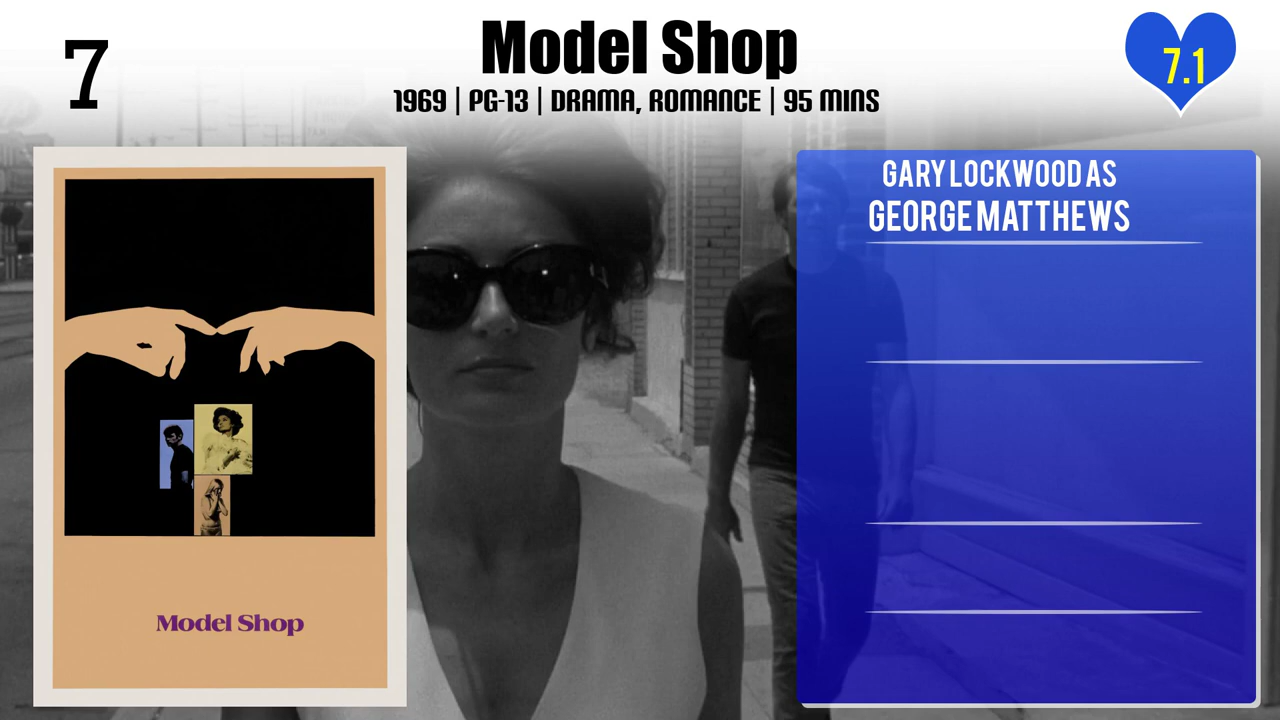 7
Model Shop
1969 | PG-13 | DRAMA, ROMANCE | 95 MINS
7.1
GARY LOCKWOOD AS
GEORGE MATTHEWS
Model Shop